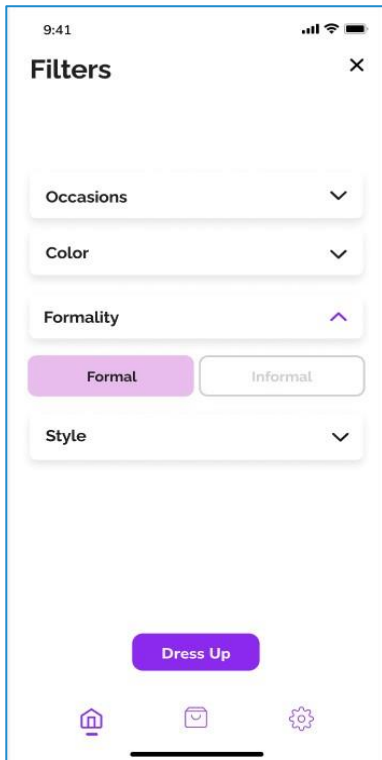 9:41
Filters
Occasions
Color
Formality
Formal Informal
Style
Dress Up